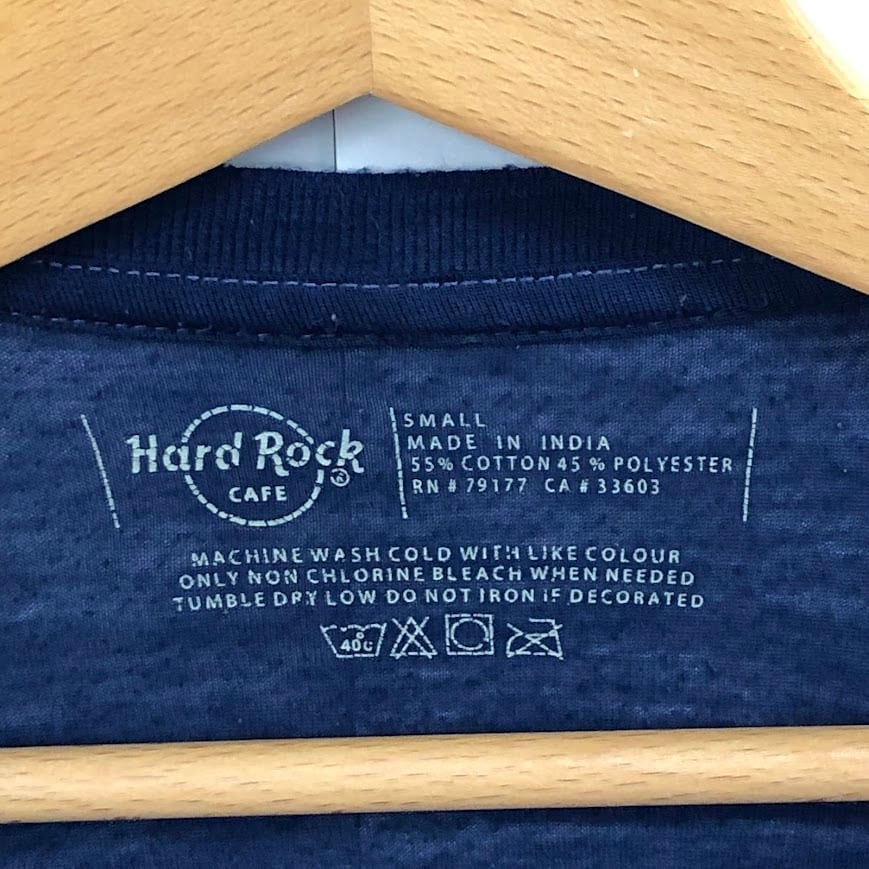 Hard Rock
CAFE
®
SMALL
MADE IN INDIA
55% COTTON 45 % POLYESTER
RN # 79177 CA # 33603
MACHINE WASH COLD WITH LIKE COLOUR
ONLY NON CHLORINE BLEACH WHEN NEEDED
TUMBLE DRY LOW DO NOT IRON IF DECORATED
40°C